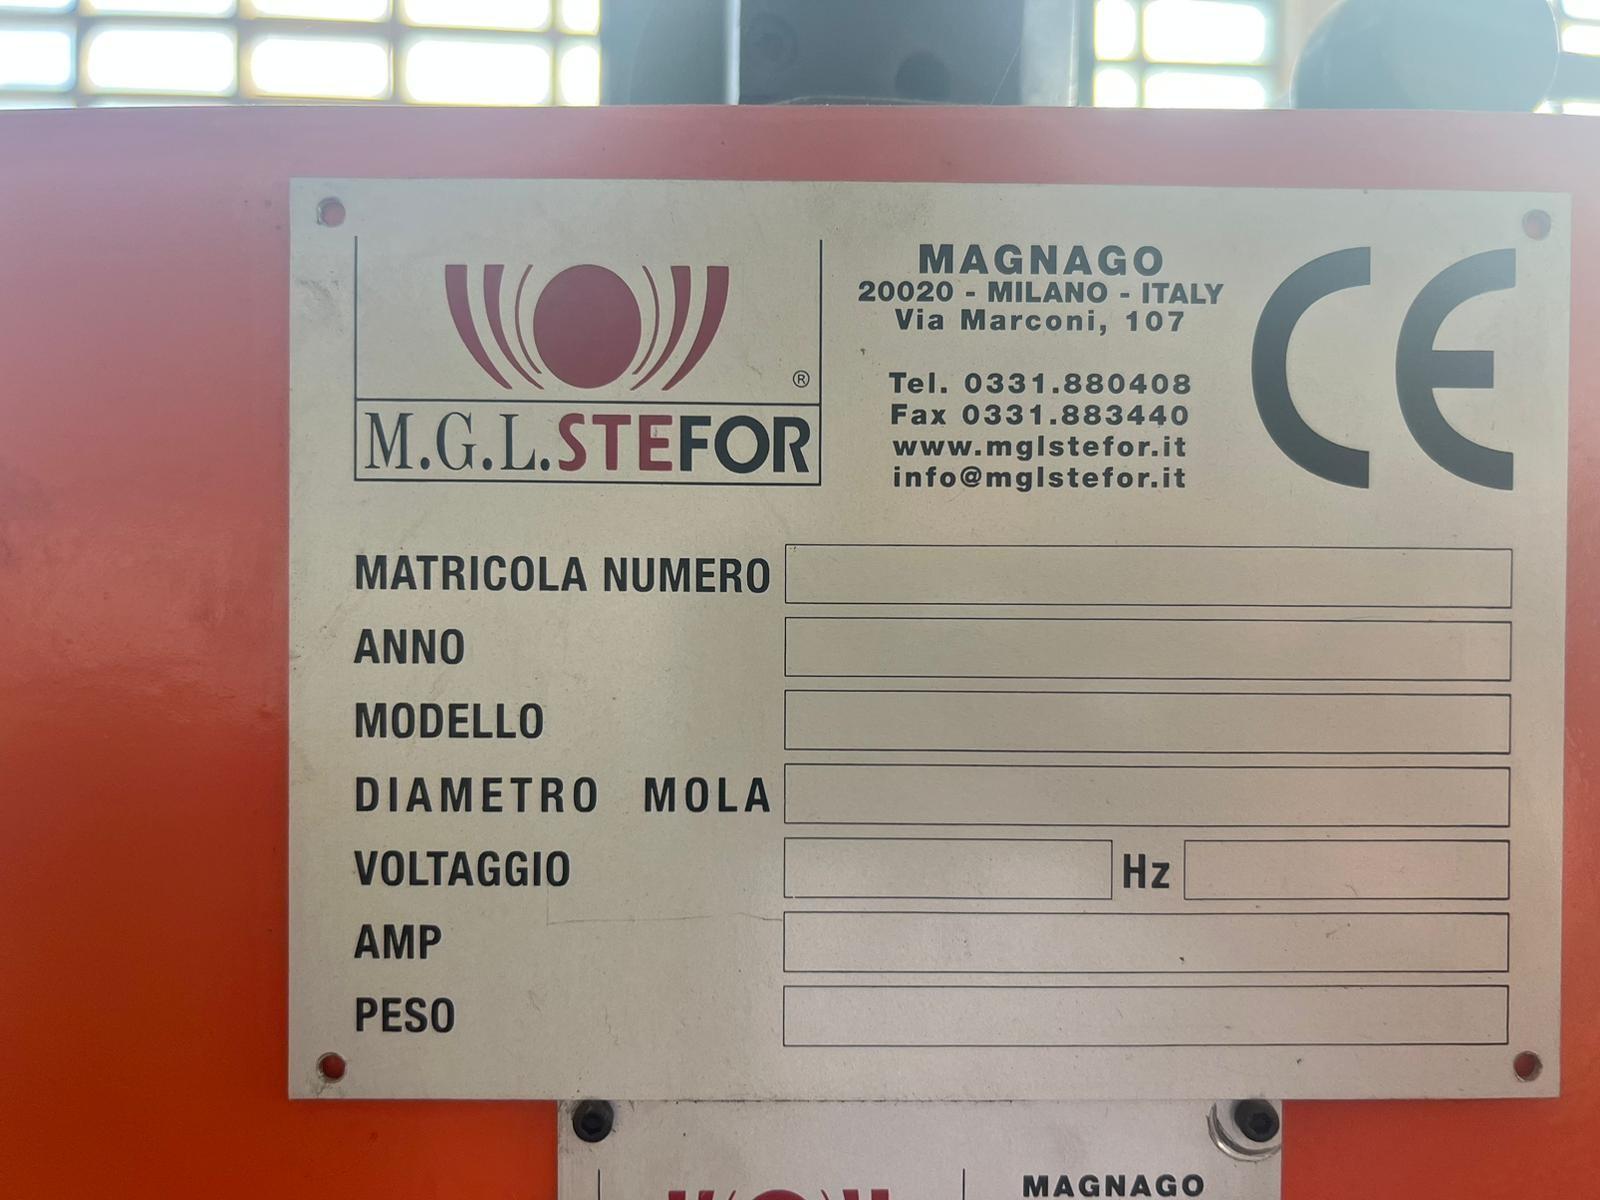 ®
M.G.L.STEFOR
MAGNAGO
20020 - MILANO - ITALY
Via Marconi, 107
Tel. 0331.880408
Fax 0331.883440
www.mglstefor.it
info@mglstefor.it
CE
MATRICOLA NUMERO
ANNO
MODELLO
DIAMETRO MOLA
VOLTAGGIO Hz
AMP
PESO
MAGNAGO